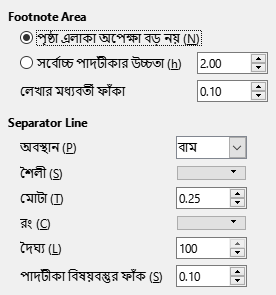 Footnote Area
পৃষ্ঠা এলাকা অপেক্ষা বড় নয় (N)
সর্বোচ্চ পাদটীকার উচ্চতা (h) 2.00
লেখার মধ্যবর্তী ফাঁকা 0.10
Separator Line
অবস্থান (P) বাম
শৈলী (S)
মোটা (T) 0.25
রং (C)
দৈঘ্য (L) 100
পাদটীকা বিষয়বস্তুর ফাঁক (S) 0.10